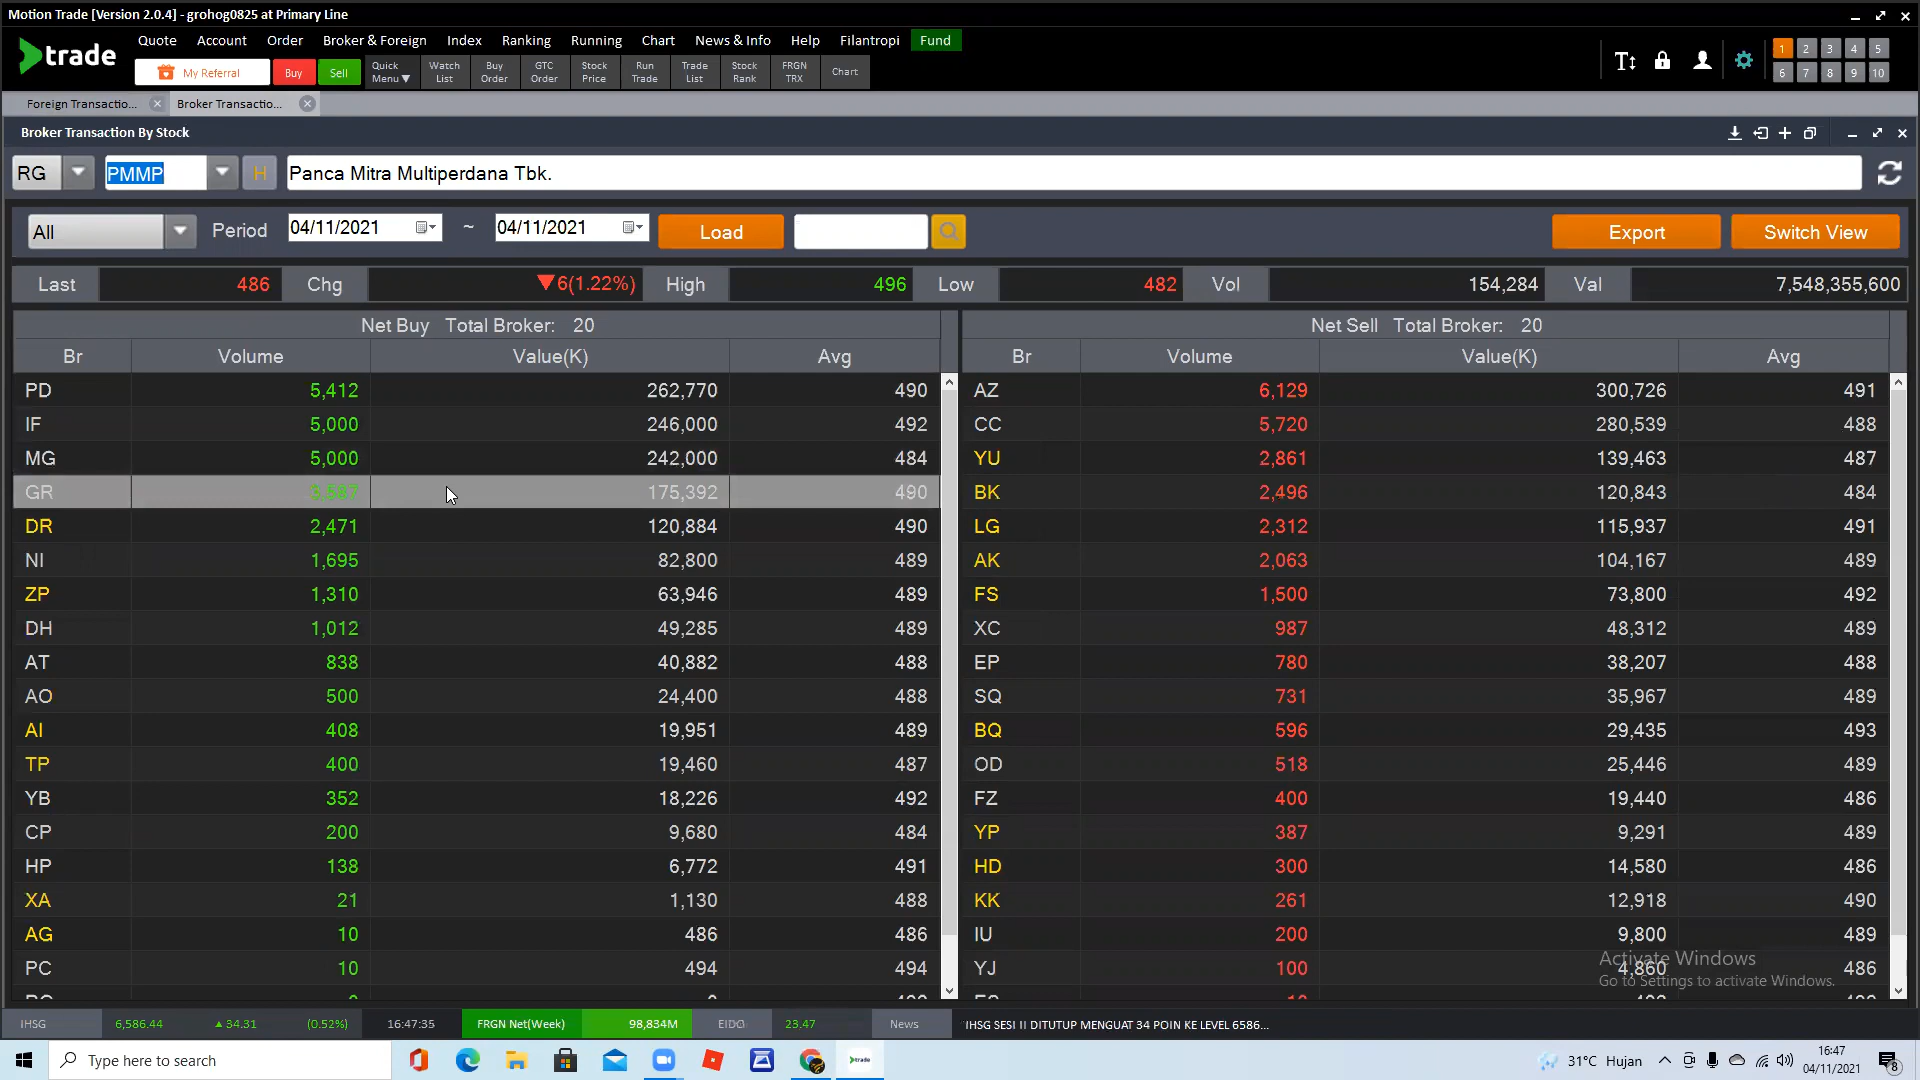 Motion Trade [Version 2.0.4] - grohog0825 at Primary Line
trade
Quote Account Order Broker & Foreign Index Ranking Running Chart News & Info Help Filantropi Fund
My Referral Buy Sell Quick Menu ▼ Watch List Buy Order GTC Order Stock Price Run Trade Trade List Stock Rank FRGN TRX Chart
1 2 3 4 5
6 7 8 9 10
Foreign Transactio... Broker Transactio...
Broker Transaction By Stock
RG PMMP H Panca Mitra Multiperdana Tbk.
All Period 04/11/2021 ~ 04/11/2021 Load Export Switch View
Last 486 Chg ▼6(1.22%) High 496 Low 482 Vol 154,284 Val 7,548,355,600
Net Buy Total Broker: 20 Net Sell Total Broker: 20
Br Volume Value(K) Avg Br Volume Value(K) Avg
PD 5,412 262,770 490 AZ 6,129 300,726 491
IF 5,000 246,000 492 CC 5,720 280,539 488
MG 5,000 242,000 484 YU 2,861 139,463 487
GR 175,392 490 BK 2,496 120,843 484
DR 2,471 120,884 490 LG 2,312 115,937 491
NI 1,695 82,800 489 AK 2,063 104,167 489
ZP 1,310 63,946 489 FS 1,500 73,800 492
DH 1,012 49,285 489 XC 987 48,312 489
AT 838 40,882 488 EP 780 38,207 488
AO 500 24,400 488 SQ 731 35,967 489
AI 408 19,951 489 BQ 596 29,435 493
TP 400 19,460 487 OD 518 25,446 489
YB 352 18,226 492 FZ 400 19,440 486
CP 200 9,680 484 YP 387 9,291 489
HP 138 6,772 491 HD 300 14,580 486
XA 21 1,130 488 KK 261 12,918 490
AG 10 486 486 IU 200 9,800 489
PC 10 494 494 YJ 100 4,860 486
Activate Windows
Go to Settings to activate Windows.
IHSG 6,586.44 ▲ 34.31 (0.52%) 16:47:35 FRGN Net(Week) 98,834M EIDO 23.47 News IHSG SESI II DITUTUP MENGUAT 34 POIN KE LEVEL 6586...
Type here to search trade 31°C Hujan 16:47
04/11/2021 8